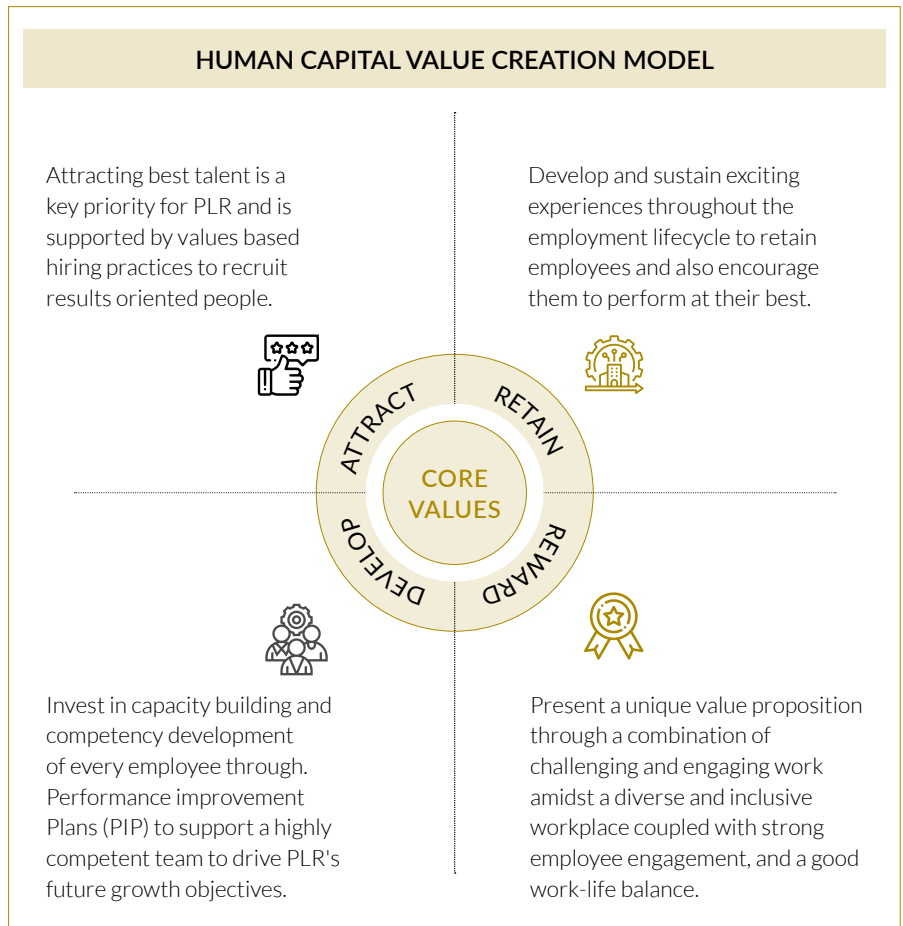 HUMAN CAPITAL VALUE CREATION MODEL
Attracting best talent is a
key priority for PLR and is
supported by values based
hiring practices to recruit
results oriented people.
Develop and sustain exciting
experiences throughout the
employment lifecycle to retain
employees and also encourage
them to perform at their best.
ATTRACT
RETAIN
CORE
VALUES
DEVELOP
REWARD
Invest in capacity building and
competency development
of every employee through.
Performance improvement
Plans (PIP) to support a highly
competent team to drive PLR's
future growth objectives.
Present a unique value proposition
through a combination of
challenging and engaging work
amidst a diverse and inclusive
workplace coupled with strong
employee engagement, and a good
work-life balance.